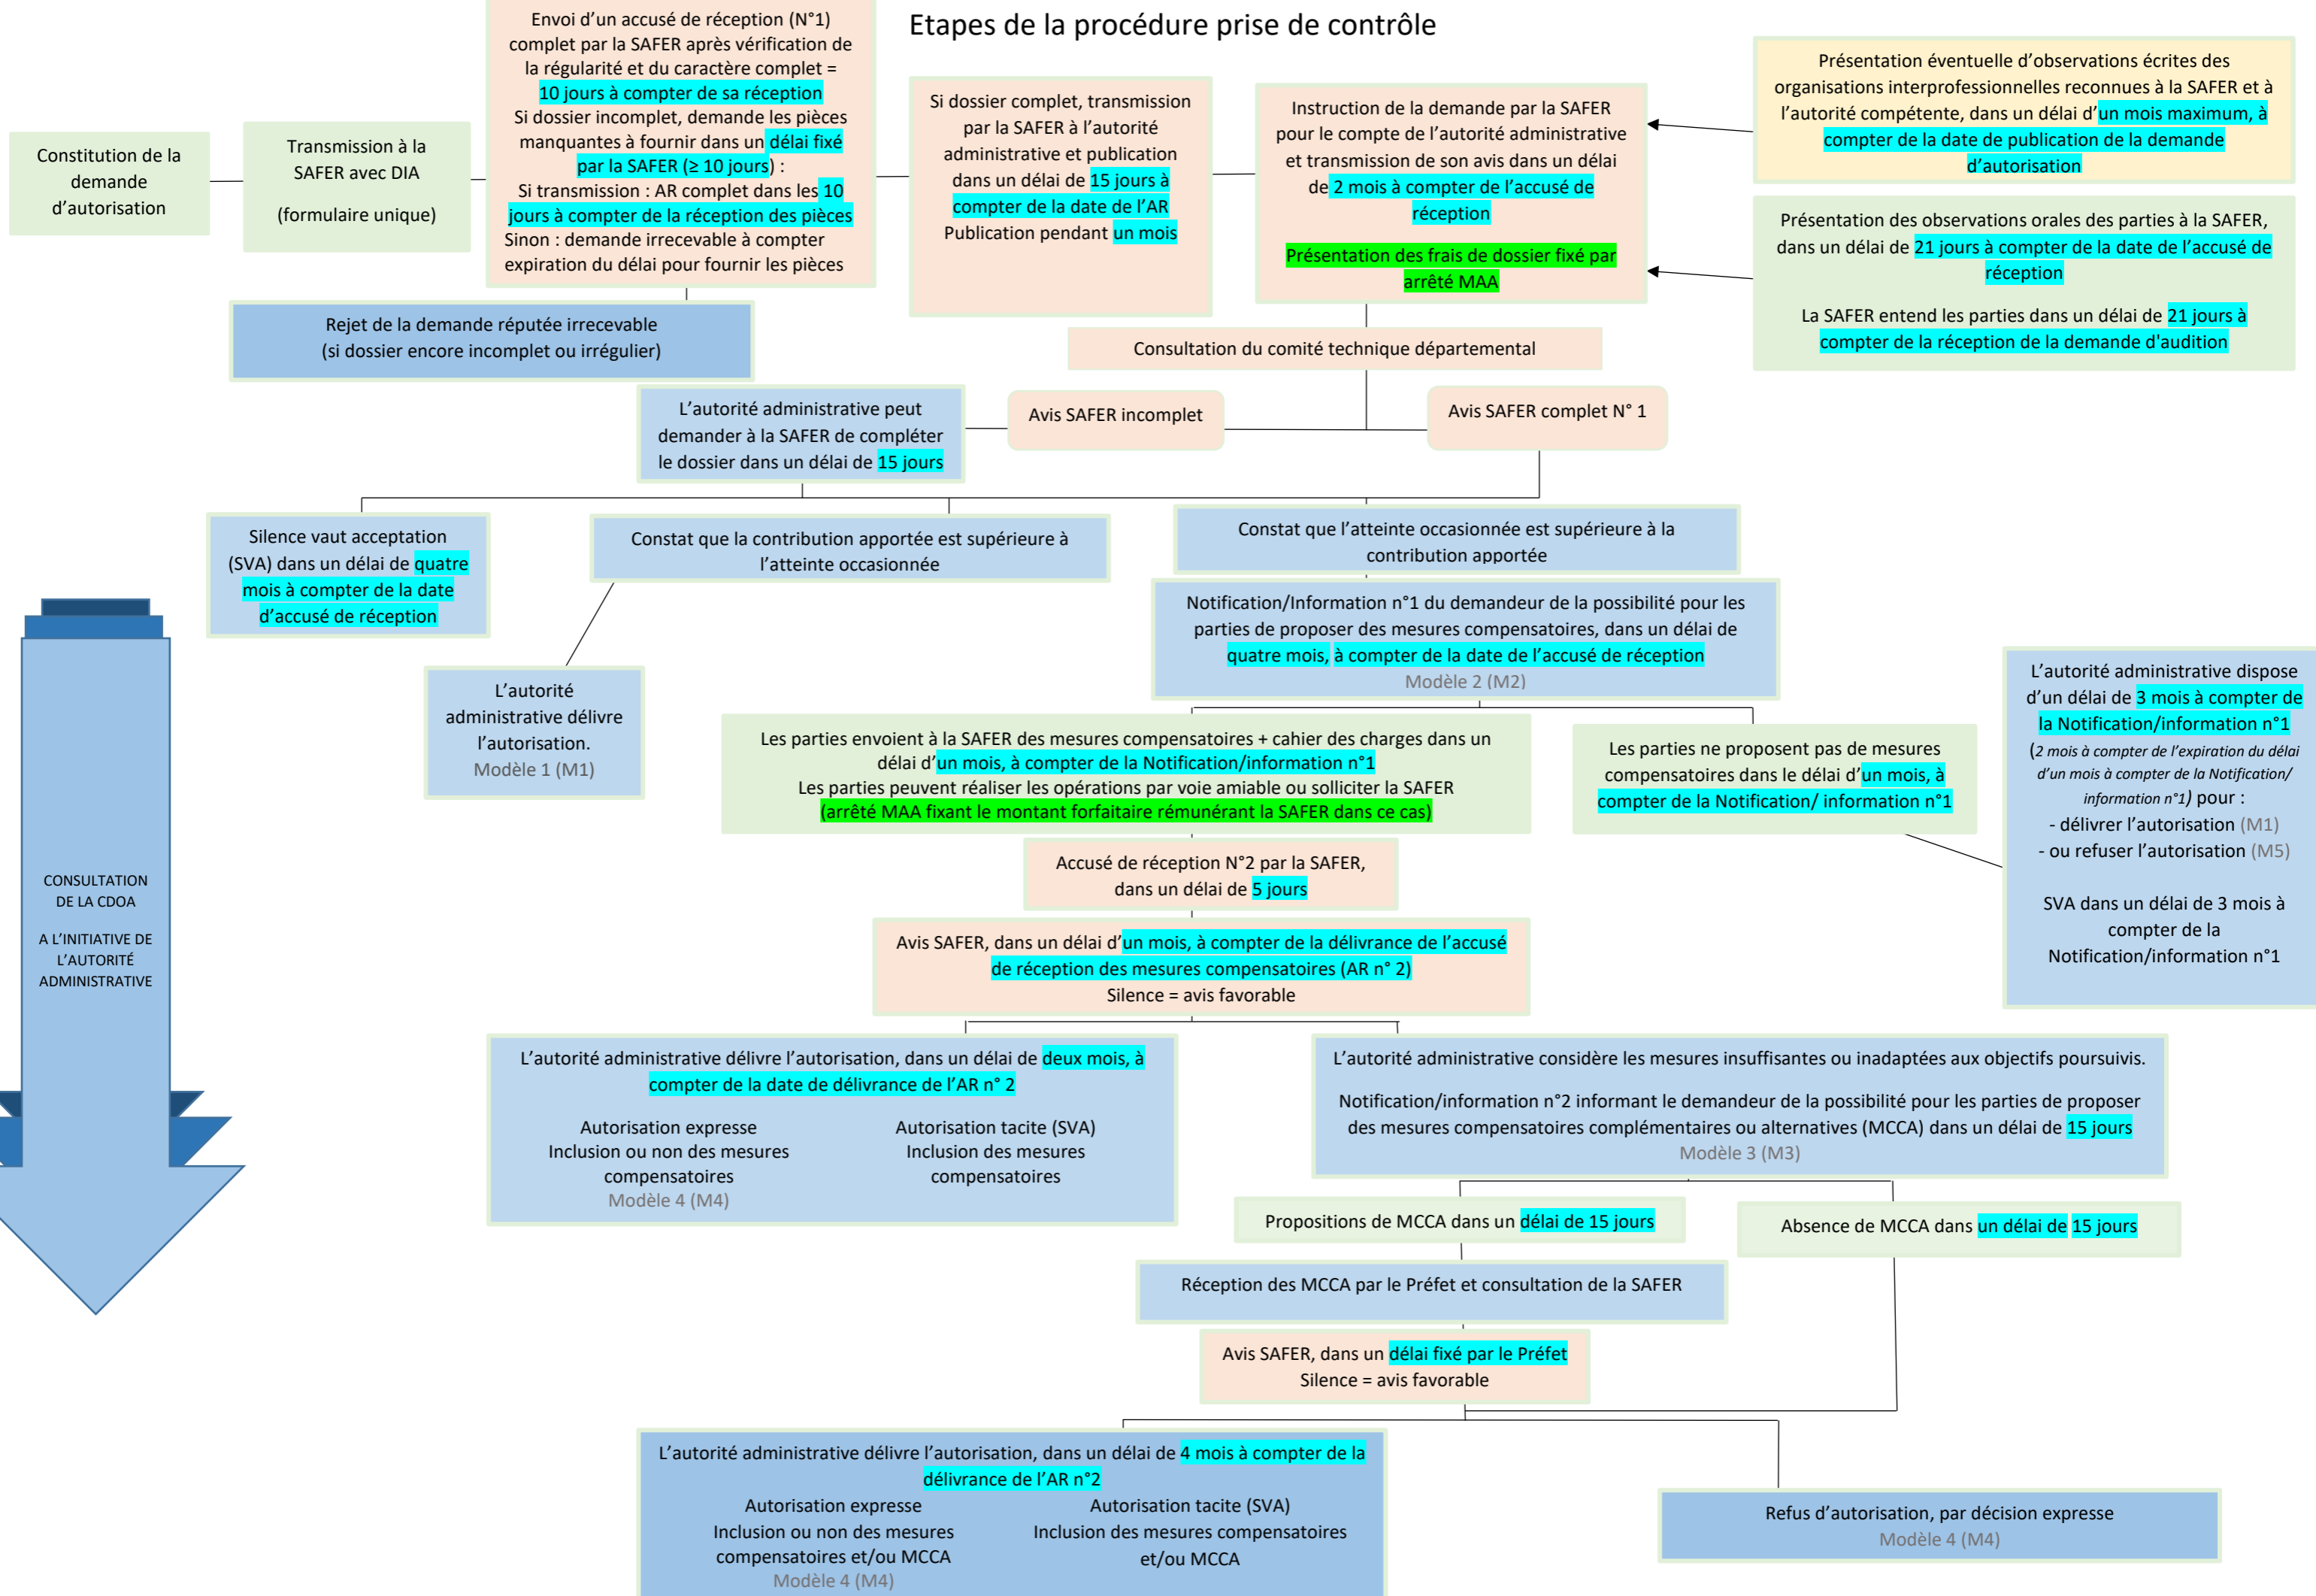 Etapes de la procédure prise de contrôle
Constitution de la
demande
d'autorisation
Transmission à la
SAFER avec DIA
(formulaire unique)
Envoi d'un accusé de réception (N°1)
complet par la SAFER après vérification de
la régularité et du caractère complet =
10 jours à compter de sa réception
Si dossier incomplet, demande les pièces
manquantes à fournir dans un délai fixé
par la SAFER (≥ 10 jours) :
Si transmission : AR complet dans les 10
jours à compter de la réception des pièces
Sinon : demande irrecevable à compter
expiration du délai pour fournir les pièces
Si dossier complet, transmission
par la SAFER à l'autorité
administrative et publication
dans un délai de 15 jours à
compter de la date de l'AR
Publication pendant un mois
Instruction de la demande par la SAFER
pour le compte de l'autorité administrative
et transmission de son avis dans un délai
de 2 mois à compter de l'accusé de
réception
Présentation des frais de dossier fixé par
arrêté MAA
Présentation éventuelle d'observations écrites des
organisations interprofessionnelles reconnues à la SAFER et à
l'autorité compétente, dans un délai d'un mois maximum, à
compter de la date de publication de la demande
d'autorisation
Présentation des observations orales des parties à la SAFER,
dans un délai de 21 jours à compter de la date de l'accusé de
réception
La SAFER entend les parties dans un délai de 21 jours à
compter de la réception de la demande d'audition
Rejet de la demande réputée irrecevable
(si dossier encore incomplet ou irrégulier)
Consultation du comité technique départemental
L'autorité administrative peut
demander à la SAFER de compléter
le dossier dans un délai de 15 jours
Avis SAFER incomplet
Avis SAFER complet N° 1
Silence vaut acceptation
(SVA) dans un délai de quatre
mois à compter de la date
d'accusé de réception
Constat que la contribution apportée est supérieure à
l'atteinte occasionnée
Constat que l'atteinte occasionnée est supérieure à la
contribution apportée
L'autorité
administrative délivre
l'autorisation.
Modèle 1 (M1)
Notification/Information n°1 du demandeur de la possibilité pour les
parties de proposer des mesures compensatoires, dans un délai de
quatre mois, à compter de la date de l'accusé de réception
Modèle 2 (M2)
Les parties envoient à la SAFER des mesures compensatoires + cahier des charges dans un
délai d'un mois, à compter de la Notification/information n°1
Les parties peuvent réaliser les opérations par voie amiable ou solliciter la SAFER
(arrêté MAA fixant le montant forfaitaire rémunérant la SAFER dans ce cas)
Les parties ne proposent pas de mesures
compensatoires dans le délai d'un mois, à
compter de la Notification/ information n°1
L'autorité administrative dispose
d'un délai de 3 mois à compter de
la Notification/information n°1
(2 mois à compter de l'expiration du délai
d'un mois à compter de la Notification/
information n°1) pour :
- délivrer l'autorisation (M1)
- ou refuser l'autorisation (M5)
SVA dans un délai de 3 mois à
compter de la
Notification/information n°1
Accusé de réception N°2 par la SAFER,
dans un délai de 5 jours
Avis SAFER, dans un délai d'un mois, à compter de la délivrance de l'accusé
de réception des mesures compensatoires (AR n° 2)
Silence = avis favorable
CONSULTATION
DE LA CDOA
A L'INITIATIVE DE
L'AUTORITÉ
ADMINISTRATIVE
L'autorité administrative délivre l'autorisation, dans un délai de deux mois, à
compter de la date de délivrance de l'AR n° 2
Autorisation expresse
Inclusion ou non des mesures
compensatoires
Modèle 4 (M4)
Autorisation tacite (SVA)
Inclusion des mesures
compensatoires
L'autorité administrative considère les mesures insuffisantes ou inadaptées aux objectifs poursuivis.
Notification/information n°2 informant le demandeur de la possibilité pour les parties de proposer
des mesures compensatoires complémentaires ou alternatives (MCCA) dans un délai de 15 jours
Modèle 3 (M3)
Propositions de MCCA dans un délai de 15 jours
Absence de MCCA dans un délai de 15 jours
Réception des MCCA par le Préfet et consultation de la SAFER
Avis SAFER, dans un délai fixé par le Préfet
Silence = avis favorable
L'autorité administrative délivre l'autorisation, dans un délai de 4 mois à compter de la
délivrance de l'AR n°2
Autorisation expresse
Inclusion ou non des mesures
compensatoires et/ou MCCA
Modèle 4 (M4)
Autorisation tacite (SVA)
Inclusion des mesures compensatoires
et/ou MCCA
Refus d'autorisation, par décision expresse
Modèle 4 (M4)